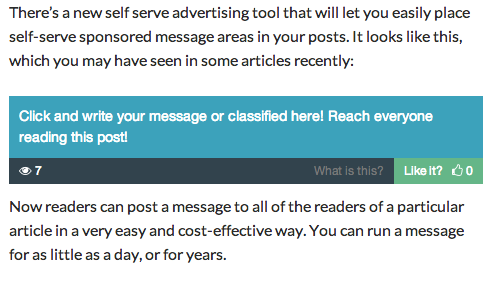 There's a new self serve advertising tool that will let you easily place
self-serve sponsored message areas in your posts. It looks like this,
which you may have seen in some articles recently:
Click and write your message or classified here! Reach everyone
reading this post!
7 What is this? Like it? 0
Now readers can post a message to all of the readers of a particular
article in a very easy and cost-effective way. You can run a message
for as little as a day, or for years.